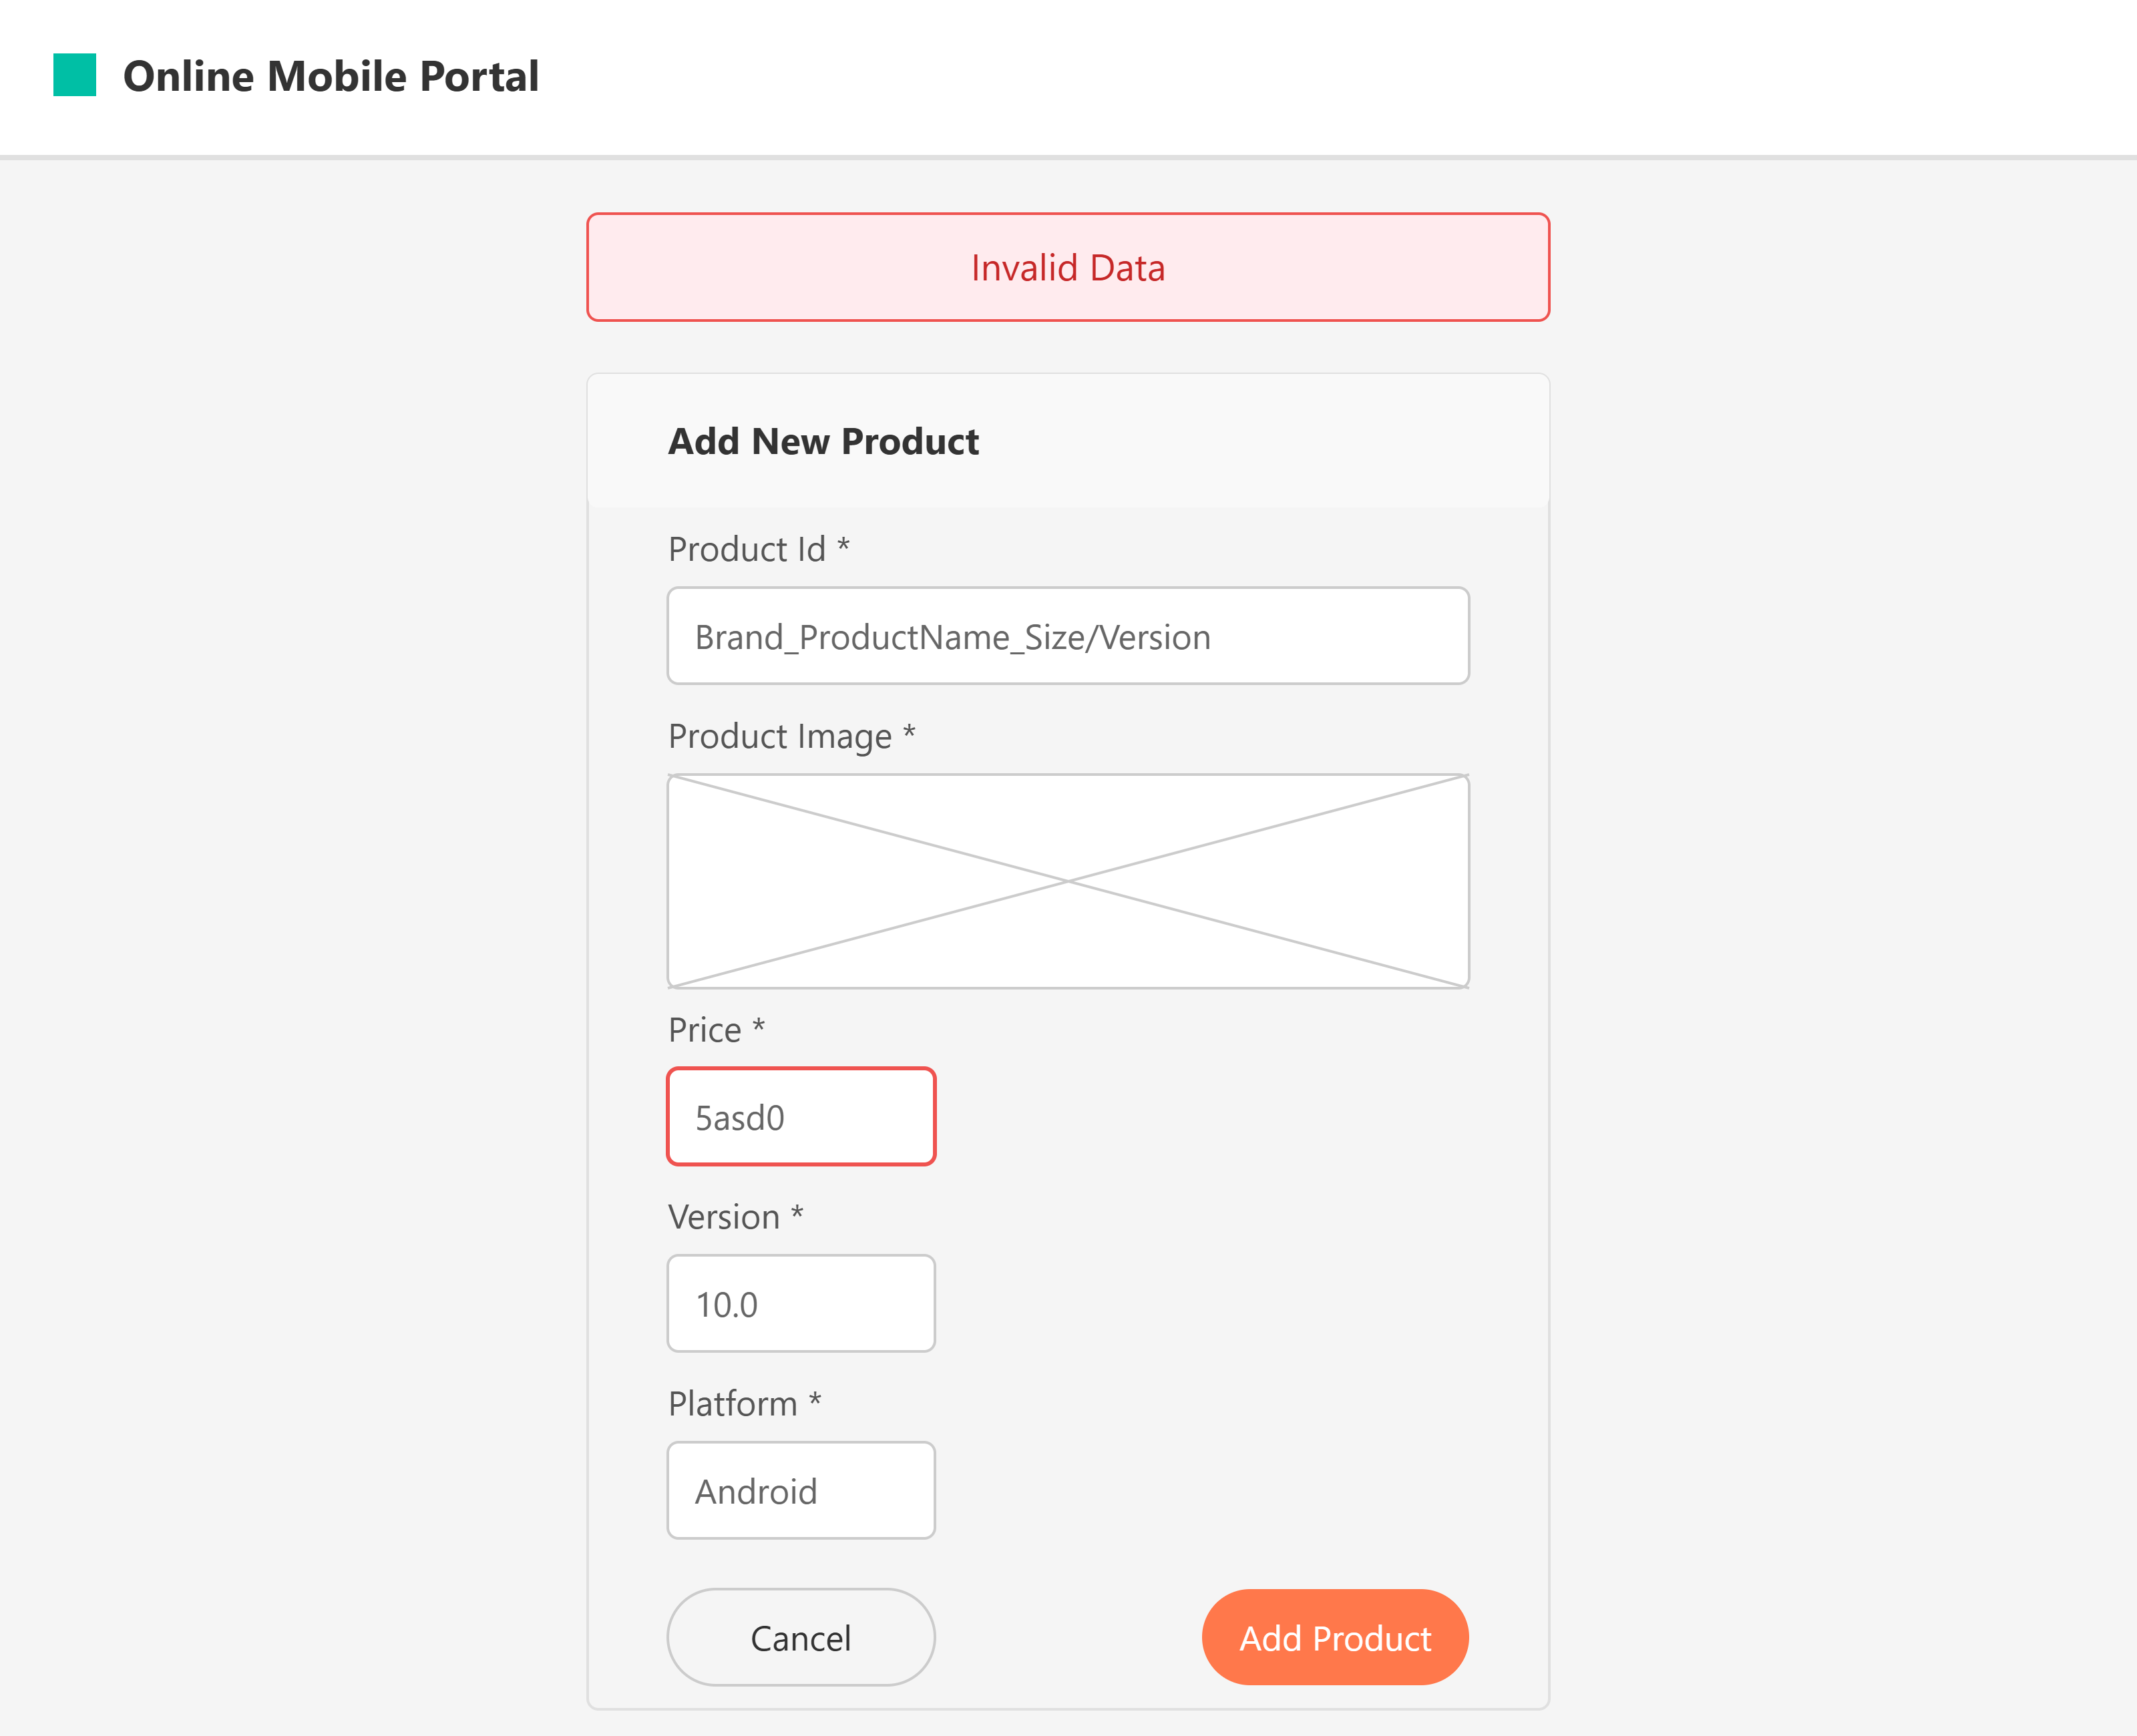 Online Mobile Portal
Invalid Data
Add New Product
Product Id *
Brand_ProductName_Size/Version
Product Image *
Price *
5asd0
Version *
10.0
Platform *
Android
Cancel
Add Product